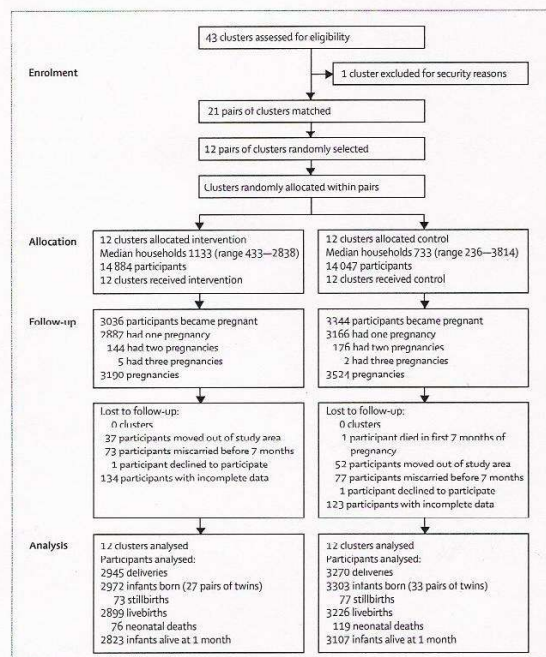 43 clusters assessed for eligibility
Enrolment
1 cluster excluded for security reasons
21 pairs of clusters matched
12 pairs of clusters randomly selected
Clusters randomly allocated within pairs
Allocation
12 clusters allocated intervention
Median households 1133 (range 433—2838)
14 884 participants
12 clusters received intervention
12 clusters allocated control
Median households 733 (range 236—3814)
14 047 participants
12 clusters received control
Follow-up
3036 participants became pregnant
2887 had one pregnancy
144 had two pregnancies
5 had three pregnancies
3190 pregnancies
3344 participants became pregnant
3166 had one pregnancy
176 had two pregnancies
2 had three pregnancies
3524 pregnancies
Lost to follow-up:
0 clusters
37 participants moved out of study area
73 participants miscarried before 7 months
1 participant declined to participate
134 participants with incomplete data
Lost to follow-up:
0 clusters
1 participant died in first 7 months of
pregnancy
52 participants moved out of study area
77 participants miscarried before 7 months
1 participant declined to participate
123 participants with incomplete data
Analysis
12 clusters analysed
Participants analysed:
2945 deliveries
2972 infants born (27 pairs of twins)
73 stillbirths
2899 livebirths
76 neonatal deaths
2823 infants alive at 1 month
12 clusters analysed
Participants analysed:
3270 deliveries
3303 infants born (33 pairs of twins)
77 stillbirths
3226 livebirths
119 neonatal deaths
3107 infants alive at 1 month